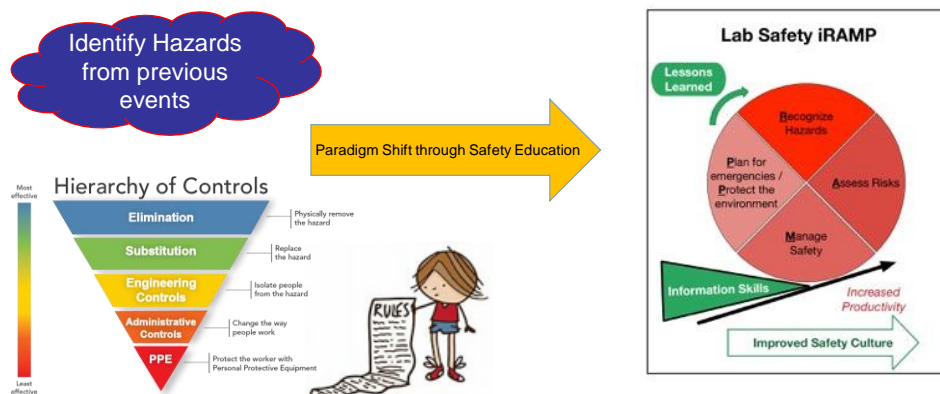 Identify Hazards
from previous
events
Paradigm Shift through Safety Education
Most
effective
Hierarchy of Controls
Elimination
Physically remove
the hazard
Substitution
Replace
the hazard
Engineering
Controls
Isolate people
from the hazard
Administrative
Controls
Change the way
people work
PPE
Protect the worker with
Personal Protective Equipment
Least
effective
RULES
Lab Safety iRAMP
Lessons
Learned
Recognize
Hazards
Plan for
emergencies /
Protect the
environment
Assess Risks
Manage
Safety
Information Skills
Increased
Productivity
Improved Safety Culture